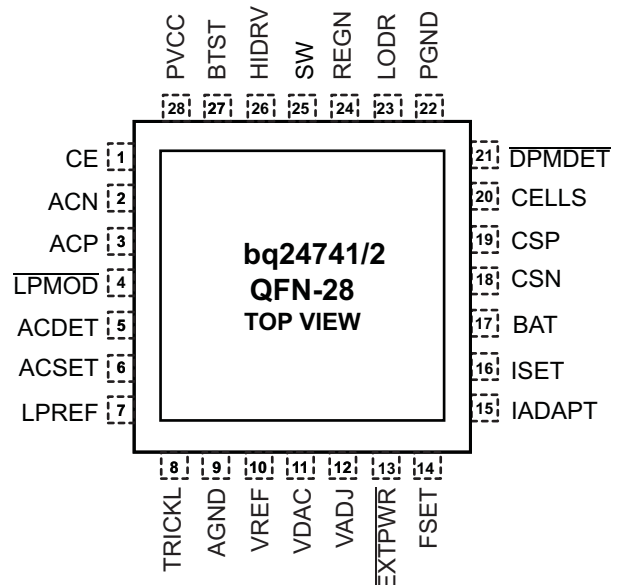 PVCC
BTST
HIDRV
SW
REGN
LODR
PGND
28
27
26
25
24
23
22
CE 1
ACN 2
ACP 3
LPMOD 4
ACDET 5
ACSET 6
LPREF 7
bq24741/2
QFN-28
TOP VIEW
21 DPMDET
20 CELLS
19 CSP
18 CSN
17 BAT
16 ISET
15 IADAPT
8
9
10
11
12
13
14
TRICKL
AGND
VREF
VDAC
VADJ
EXTPWR
FSET